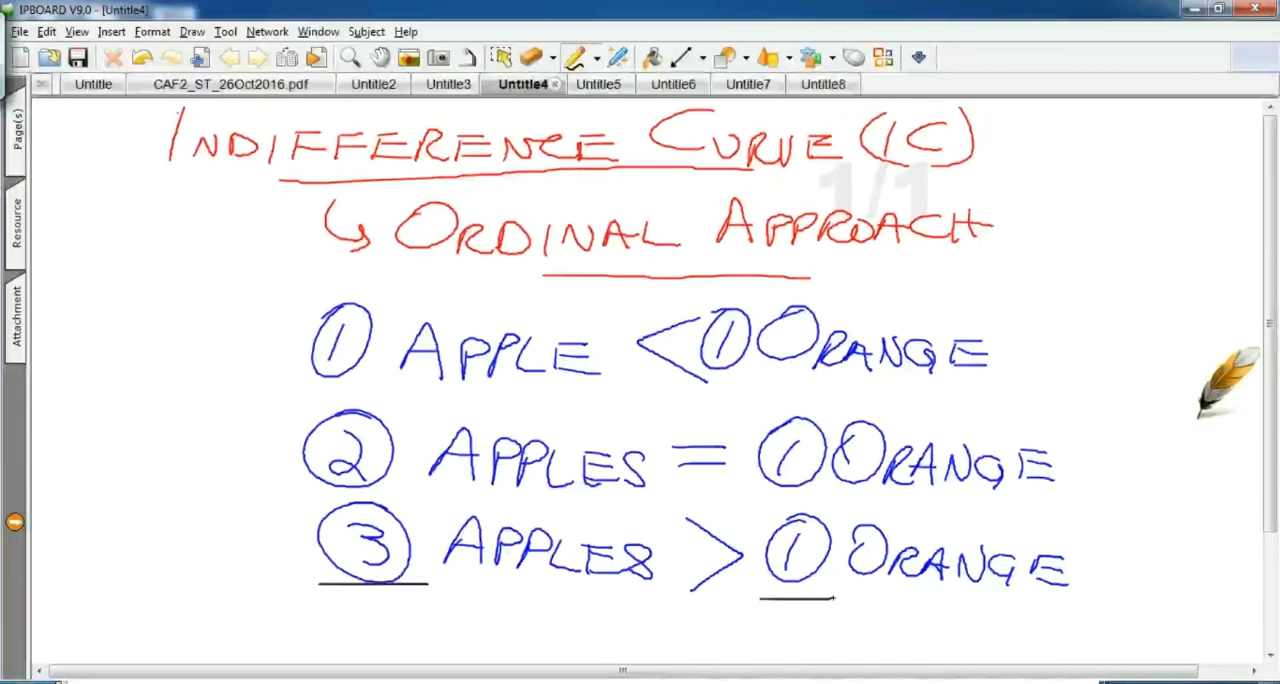 IPBOARD V9.0 - [Untitle4]
File Edit View Insert Format Draw Tool Network Window Subject Help
Untitle CAF2_ST_26Oct2016.pdf Untitle2 Untitle3 Untitle4 Untitle5 Untitle6 Untitle7 Untitle8
Page(s)
Resource
Attachment
INDIFFERENCE CURVE (IC)
1/1
↳ ORDINAL APPROACH
1 APPLE < 1 ORANGE
2 APPLES = 1 ORANGE
3 APPLES > 1 ORANGE